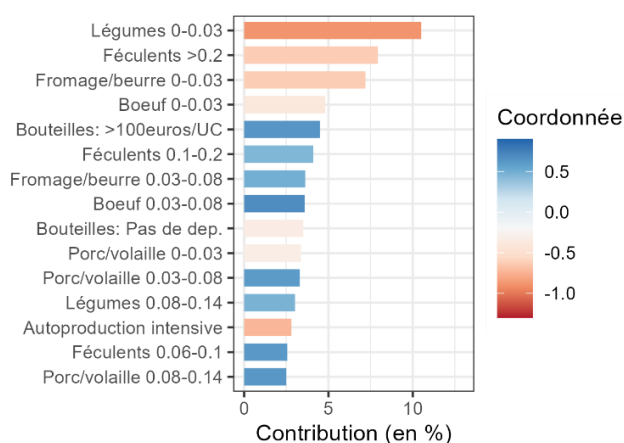 Légumes 0-0.03
Féculents >0.2
Fromage/beurre 0-0.03
Boeuf 0-0.03
Bouteilles: >100euros/UC
Féculents 0.1-0.2
Fromage/beurre 0.03-0.08
Boeuf 0.03-0.08
Bouteilles: Pas de dep.
Porc/volaille 0-0.03
Porc/volaille 0.03-0.08
Légumes 0.08-0.14
Autoproduction intensive
Féculents 0.06-0.1
Porc/volaille 0.08-0.14
0 5 10
Contribution (en %)
Coordonnée
0.5
0.0
-0.5
-1.0